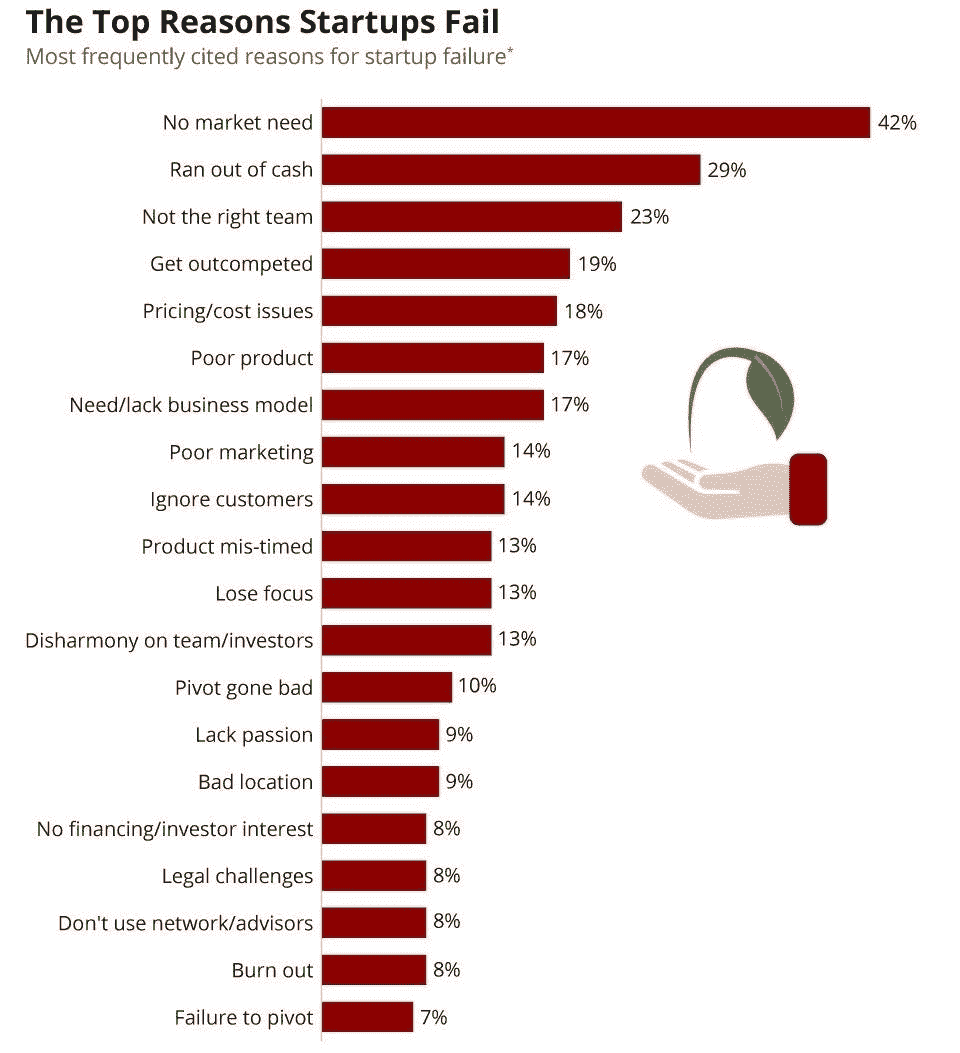 The Top Reasons Startups Fail
Most frequently cited reasons for startup failure*
No market need 42%
Ran out of cash 29%
Not the right team 23%
Get outcompeted 19%
Pricing/cost issues 18%
Poor product 17%
Need/lack business model 17%
Poor marketing 14%
Ignore customers 14%
Product mis-timed 13%
Lose focus 13%
Disharmony on team/investors 13%
Pivot gone bad 10%
Lack passion 9%
Bad location 9%
No financing/investor interest 8%
Legal challenges 8%
Don't use network/advisors 8%
Burn out 8%
Failure to pivot 7%